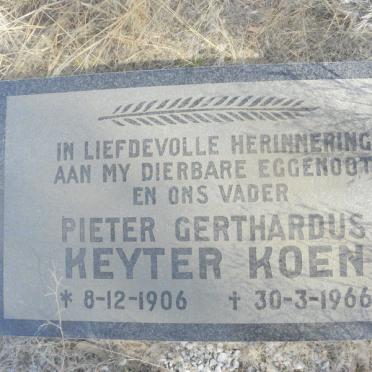 IN LIEFDEVOLLE HERINNERING
AAN MY DIERBARE EGGENOOT
EN ONS VADER
PIETER GERTHARDUS
KEYTER KOEN
* 8-12-1906 † 30-3-1966